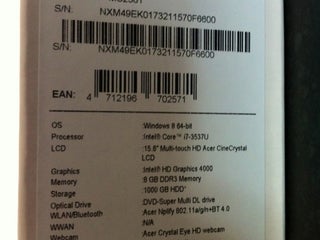 S/N: NXM49EK0173211570F6600
S/N: NXM49EK0173211570F6600
EAN: 4 712196 702571
OS :Windows 8 64-bit
Processor :Intel® Core™ i7-3537U
LCD :15.6" Multi-touch HD Acer CineCrystal
LCD
Graphics :Intel® HD Graphics 4000
Memory :8 GB DDR3 Memory
Storage :1000 GB HDD*
Optical Drive :DVD-Super Multi DL drive
WLAN/Bluetooth :Acer Nplify 802.11a/g/n+BT 4.0
WWAN :N/A
Webcam :Acer Crystal Eye HD webcam